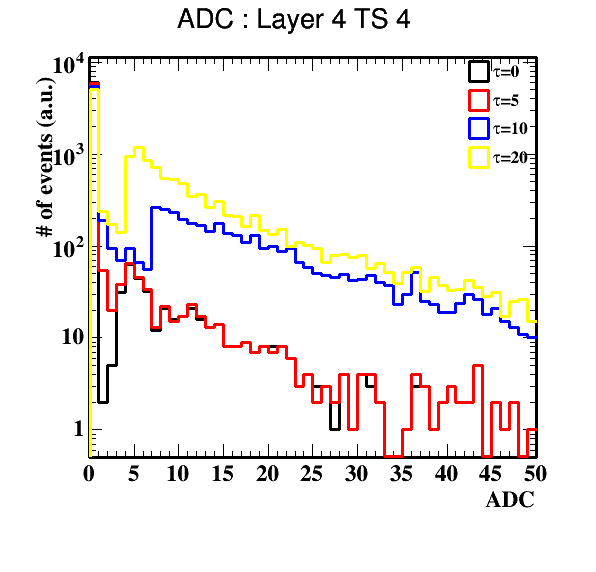 ADC : Layer 4 TS 4
# of events (a.u.)
10^4
10^3
10^2
10
1
τ=0
τ=5
τ=10
τ=20
0 5 10 15 20 25 30 35 40 45 50
ADC